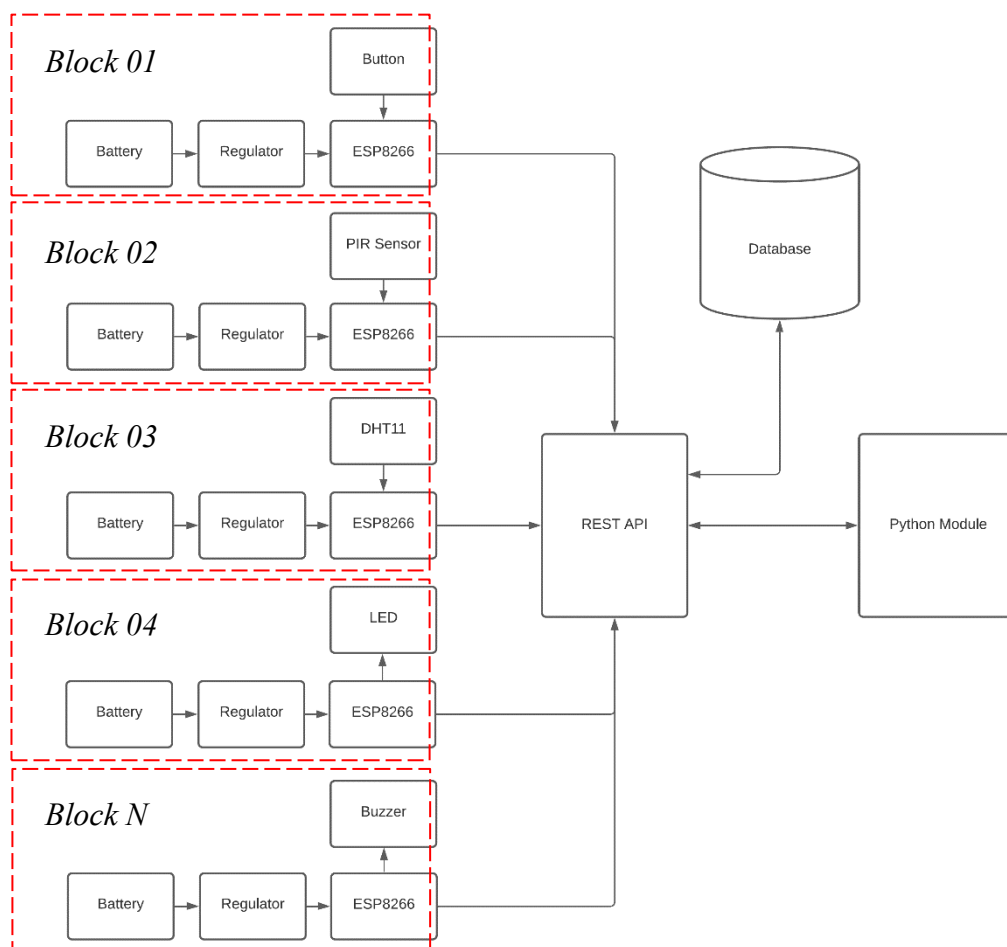 Block 01
Button
Battery
Regulator
ESP8266
Block 02
PIR Sensor
Battery
Regulator
ESP8266
Block 03
DHT11
Battery
Regulator
ESP8266
Block 04
LED
Battery
Regulator
ESP8266
Block N
Buzzer
Battery
Regulator
ESP8266
Database
REST API
Python Module